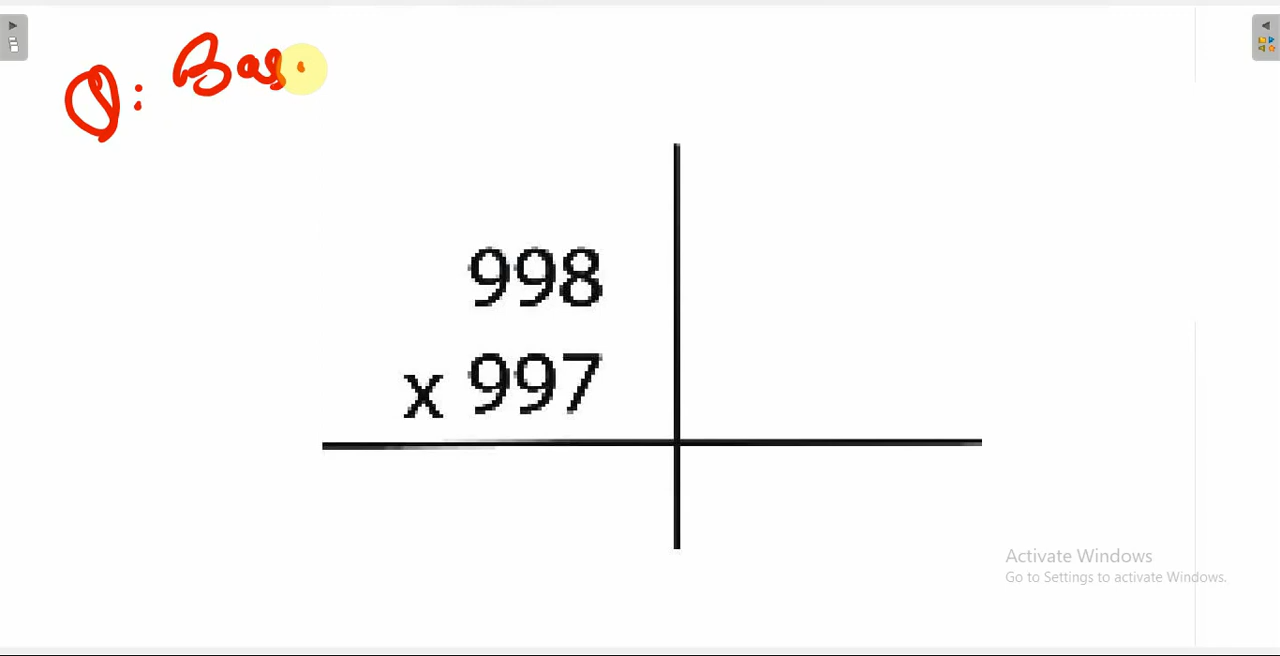 Q: Bas
998
x 997
Activate Windows
Go to Settings to activate Windows.